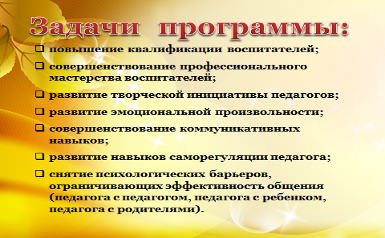 Задачи программы:
повышение квалификации воспитателей;
совершенствование профессионального
мастерства воспитателей;
развитие творческой инициативы педагогов;
развитие эмоциональной произвольности;
совершенствование коммуникативных
навыков;
развитие навыков саморегуляции педагога;
снятие психологических барьеров,
ограничивающих эффективность общения
(педагога с педагогом, педагога с ребенком,
педагога с родителями).